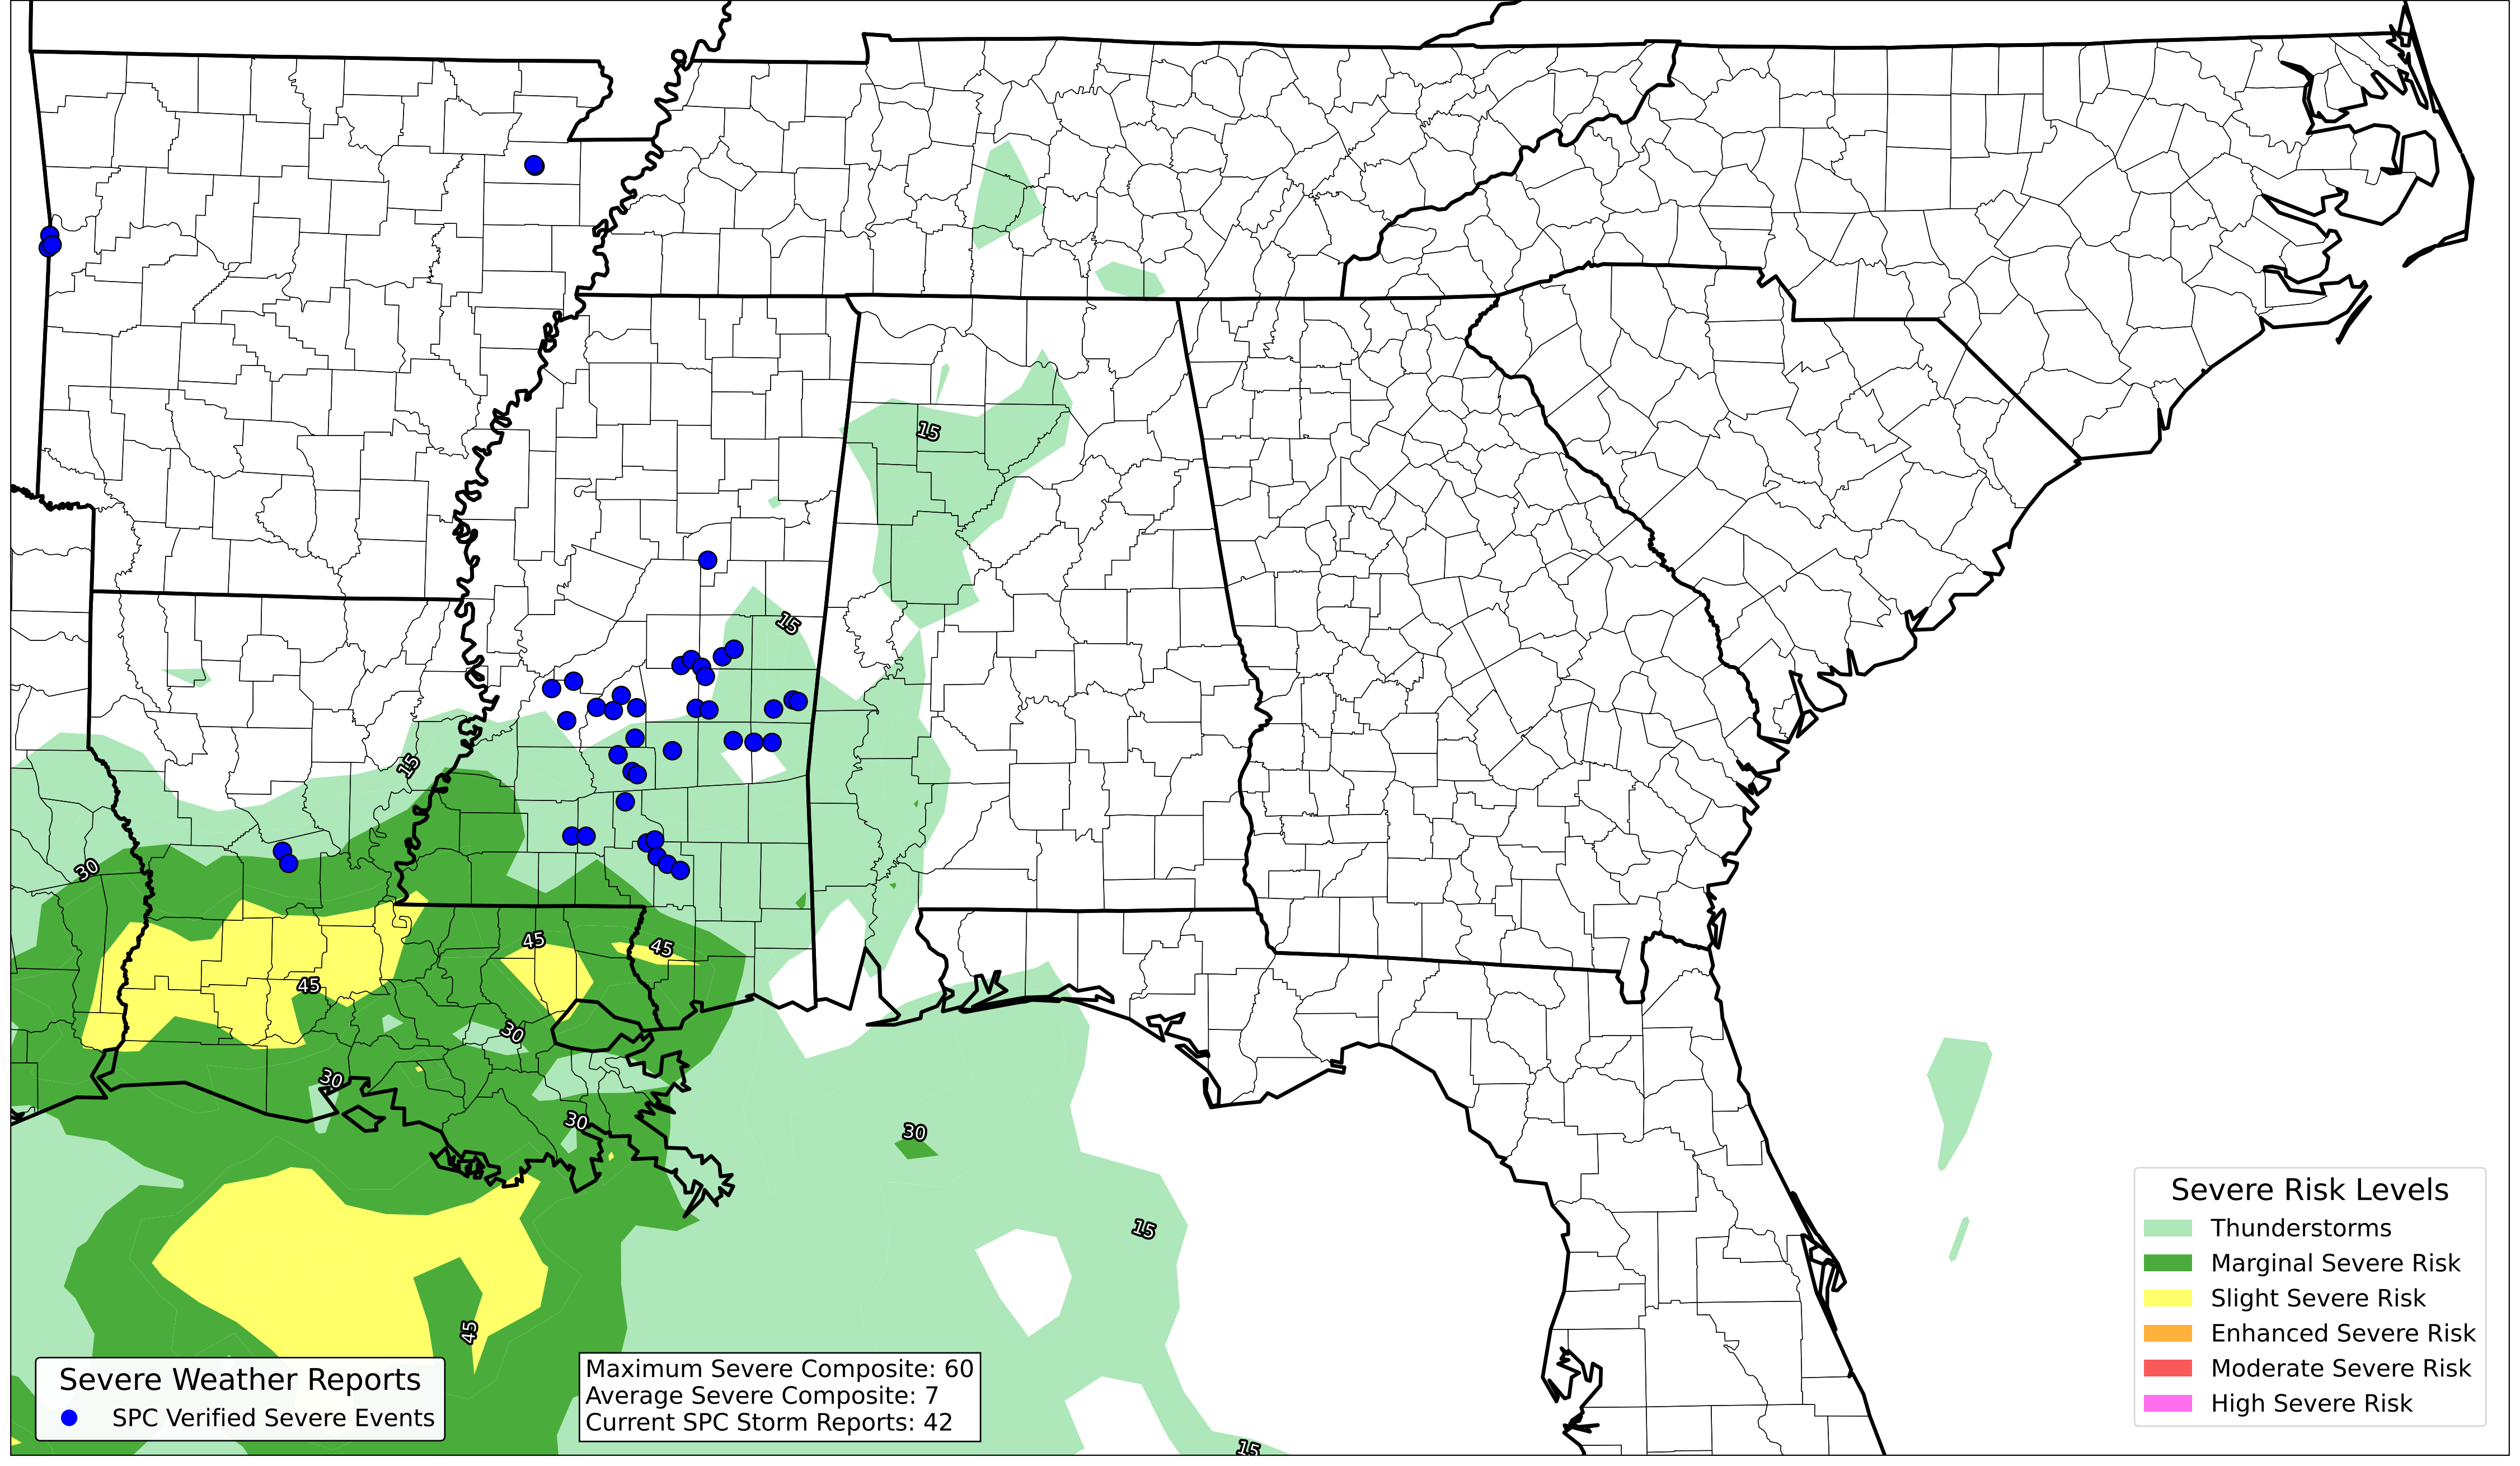 15
15
15
30
45
45
45
30
30
30
30
15
45
15
Severe Weather Reports
SPC Verified Severe Events
Maximum Severe Composite: 60
Average Severe Composite: 7
Current SPC Storm Reports: 42
Severe Risk Levels
Thunderstorms
Marginal Severe Risk
Slight Severe Risk
Enhanced Severe Risk
Moderate Severe Risk
High Severe Risk